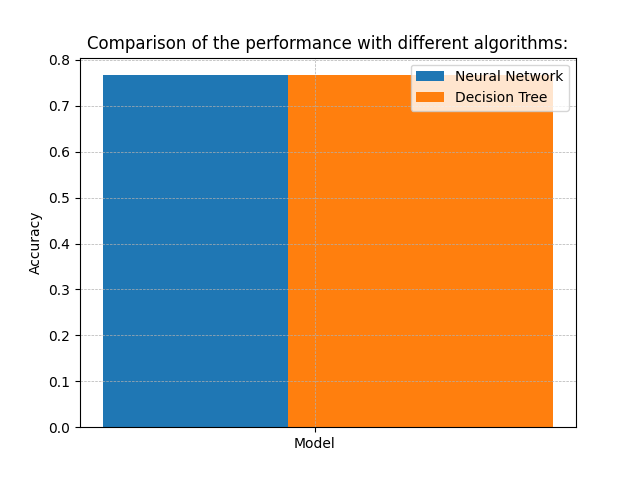 Comparison of the performance with different algorithms:
0.8
0.7
0.6
0.5
0.4
0.3
0.2
0.1
0.0
Accuracy
Neural Network
Decision Tree
Model